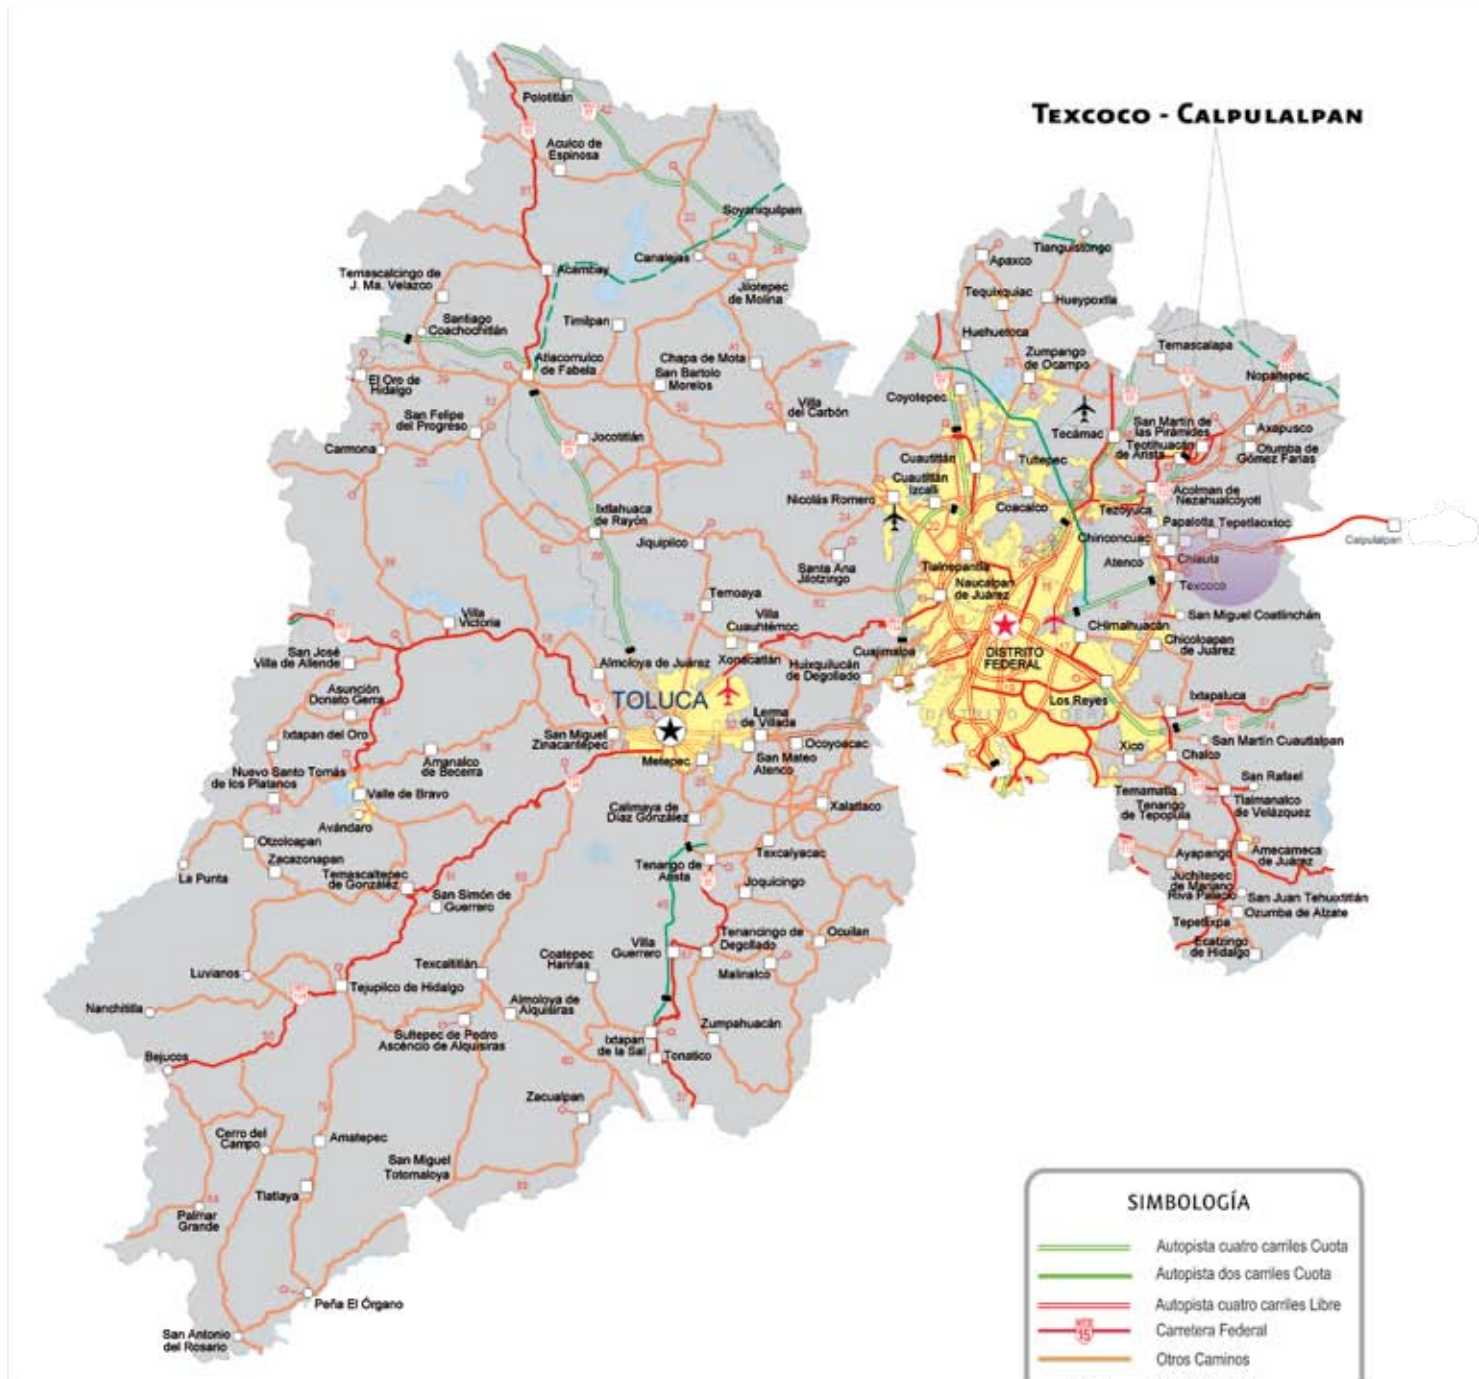 TEXCOCO - CALPULALPAN
Polotitlán
Aculco de
Espinosa
Soyaniquilpan
Canalejas
Jilotepec
de Molina
Acambay
Temascalcingo de
J. Ma. Velazco
Santiago
Coachochitlán
Timilpan
Atlacomulco
de Fabela
Chapa de Mota
San Bartolo
Morelos
El Oro de
Hidalgo
San Felipe
del Progreso
Villa
del Carbón
Jocotitlán
Carmona
Ixtlahuaca
de Rayón
Jiquipilco
Nicolás Romero
Santa Ana
Jilotzingo
Temoaya
Villa
Cuauhtémoc
Xonacatlán
Villa
Victoria
San José
Villa de Allende
Almoloya de Juárez
Huixquilucán
de Degollado
Cuajimalpa
Asunción
Donato Gerra
TOLUCA
Lerma
de Villada
Ixtapan del Oro
San Miguel
Zinacantepec
Ocoyoacac
Metepec
San Mateo
Atenco
Amanalco
de Becerra
Nuevo Santo Tomás
de los Platanos
Valle de Bravo
Avándaro
Calimaya de
Díaz González
Xalatlaco
Otzoloapan
Zacazonapan
La Punta
Texcalyacac
Tenango de
Arista
Temascaltepec
de González
San Simón de
Guerrero
Joquicingo
Tenancingo de
Degollado
Ocuilan
Villa
Guerrero
Malinalco
Coatepec
Harinas
Texcaltitlán
Luvianos
Tejupilco de Hidalgo
Nanchititla
Almoloya de
Alquisiras
Sultepec de Pedro
Ascéncio de Alquisiras
Zumpahuacán
Ixtapan
de la Sal
Tonatico
Bejucos
Zacualpan
Cerro del
Campo
Amatepec
San Miguel
Totomaloya
Tlatlaya
Palmar
Grande
Peña El Órgano
San Antonio
del Rosario
Tianguistongo
Apaxco
Tequixquiac
Hueypoxtla
Huehuetoca
Zumpango
de Ocampo
Temascalapa
Nopaltepec
Coyotepec
Tecámac
San Martín de
las Pirámides
Teotihuacán
de Arista
Axapusco
Otumba de
Gómez Farias
Cuautitlán
Tultepec
Cuautitlán
Izcalli
Coacalco
Acolman de
Nezahualcoyotl
Tezoyuca
Papalotla
Tepetlaoxtoc
Chinconcuac
Atenco
Chiautla
Texcoco
Calpulalpan
Tlalnepantla
Naucalpan
de Juárez
San Miguel Coatlinchán
CHimalhuacán
Chicoloapan
de Juárez
DISTRITO
FEDERAL
Los Reyes
Ixtapaluca
DISTRITO FEDERAL
Xico
Chalco
San Martín Cuautlalpan
San Rafael
Temamatla
Tlalmanalco
de Velázquez
Tenango
de Tepopula
Ayapango
Amecameca
de Juárez
Juchitepec
de Mariano
Riva Palacio
San Juan Tehuixtitlán
Ozumba de Alzate
Tepetlixpa
Ecatzingo
de Hidalgo
SIMBOLOGÍA
Autopista cuatro carriles Cuota
Autopista dos carriles Cuota
Autopista cuatro carriles Libre
MEX
15
Carretera Federal
Otros Caminos